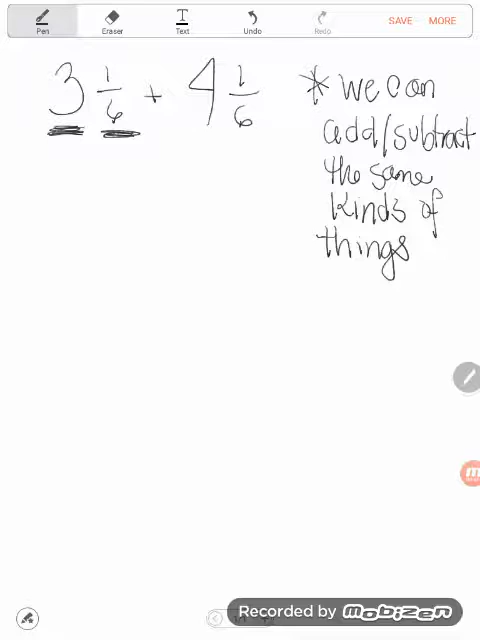 Pen Eraser Text Undo Redo SAVE MORE
3 1/6 + 4 1/6
* we can
add/subtract
the same
kinds of
things
Recorded by Mobizen